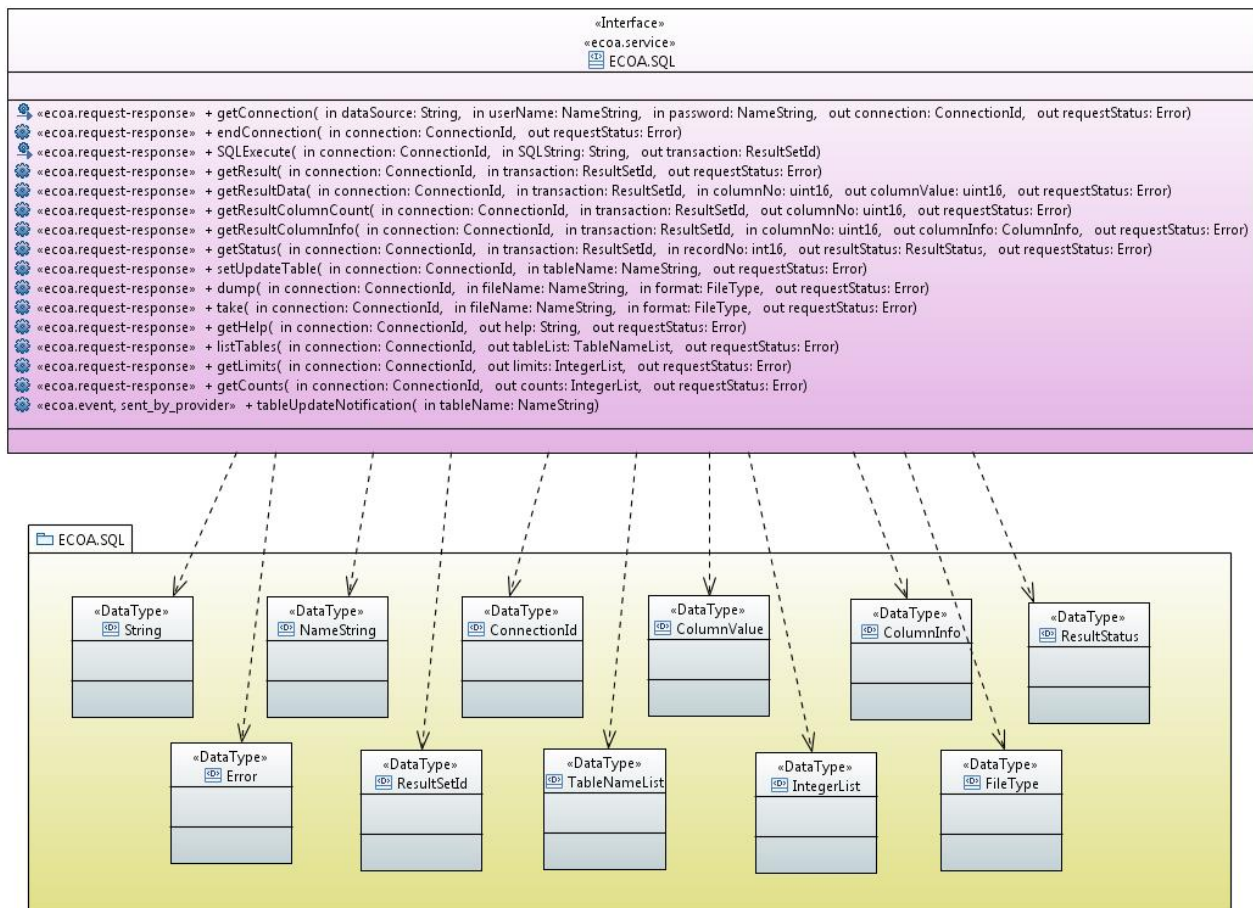 «Interface»
«ecoa.service»
ECOA.SQL
«ecoa.request-response» + getConnection( in dataSource: String, in userName: NameString, in password: NameString, out connection: ConnectionId, out requestStatus: Error)
«ecoa.request-response» + endConnection( in connection: ConnectionId, out requestStatus: Error)
«ecoa.request-response» + SQLExecute( in connection: ConnectionId, in SQLString: String, out transaction: ResultSetId)
«ecoa.request-response» + getResult( in connection: ConnectionId, in transaction: ResultSetId, out requestStatus: Error)
«ecoa.request-response» + getResultData( in connection: ConnectionId, in transaction: ResultSetId, in columnNo: uint16, out columnValue: uint16, out requestStatus: Error)
«ecoa.request-response» + getResultColumnCount( in connection: ConnectionId, in transaction: ResultSetId, out columnNo: uint16, out requestStatus: Error)
«ecoa.request-response» + getResultColumnInfo( in connection: ConnectionId, in transaction: ResultSetId, in columnNo: uint16, out columnInfo: ColumnInfo, out requestStatus: Error)
«ecoa.request-response» + getStatus( in connection: ConnectionId, in transaction: ResultSetId, in recordNo: int16, out resultStatus: ResultStatus, out requestStatus: Error)
«ecoa.request-response» + setUpdateTable( in connection: ConnectionId, in tableName: NameString, out requestStatus: Error)
«ecoa.request-response» + dump( in connection: ConnectionId, in fileName: NameString, in format: FileType, out requestStatus: Error)
«ecoa.request-response» + take( in connection: ConnectionId, in fileName: NameString, in format: FileType, out requestStatus: Error)
«ecoa.request-response» + getHelp( in connection: ConnectionId, out help: String, out requestStatus: Error)
«ecoa.request-response» + listTables( in connection: ConnectionId, out tableList: TableNameList, out requestStatus: Error)
«ecoa.request-response» + getLimits( in connection: ConnectionId, out limits: IntegerList, out requestStatus: Error)
«ecoa.request-response» + getCounts( in connection: ConnectionId, out counts: IntegerList, out requestStatus: Error)
«ecoa.event, sent_by_provider» + tableUpdateNotification( in tableName: NameString)
ECOA.SQL
«DataType»
String
«DataType»
NameString
«DataType»
ConnectionId
«DataType»
ColumnValue
«DataType»
ColumnInfo
«DataType»
ResultStatus
«DataType»
Error
«DataType»
ResultSetId
«DataType»
TableNameList
«DataType»
IntegerList
«DataType»
FileType